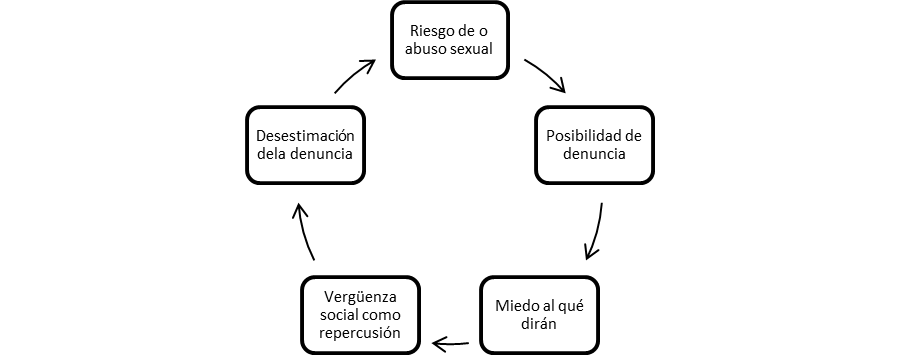 Riesgo de o
abuso sexual
Posibilidad de
denuncia
Miedo al qué
dirán
Vergüenza
social como
repercusión
Desestimación
dela denuncia